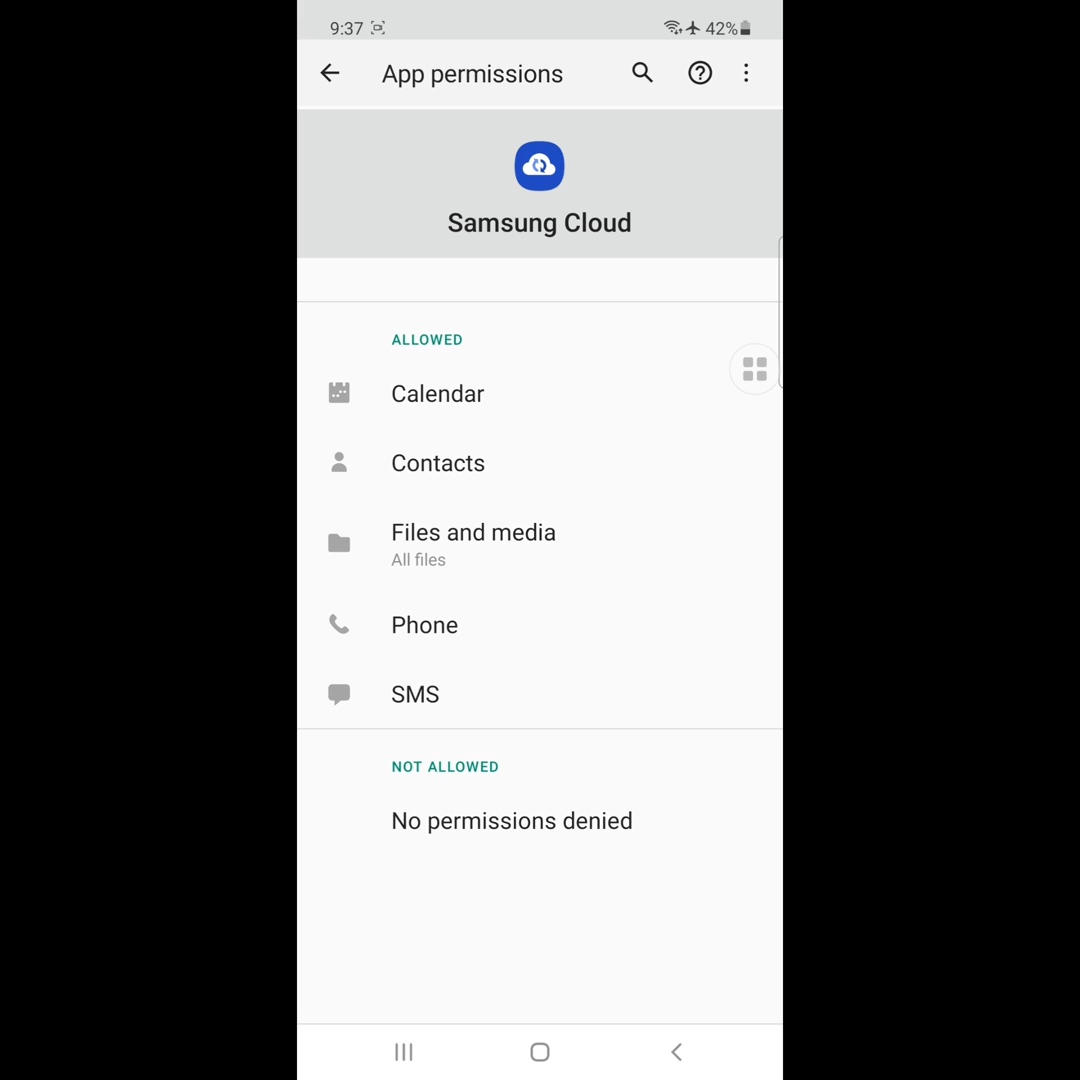 9:37 42%
App permissions
Samsung Cloud
ALLOWED
Calendar
Contacts
Files and media
All files
Phone
SMS
NOT ALLOWED
No permissions denied